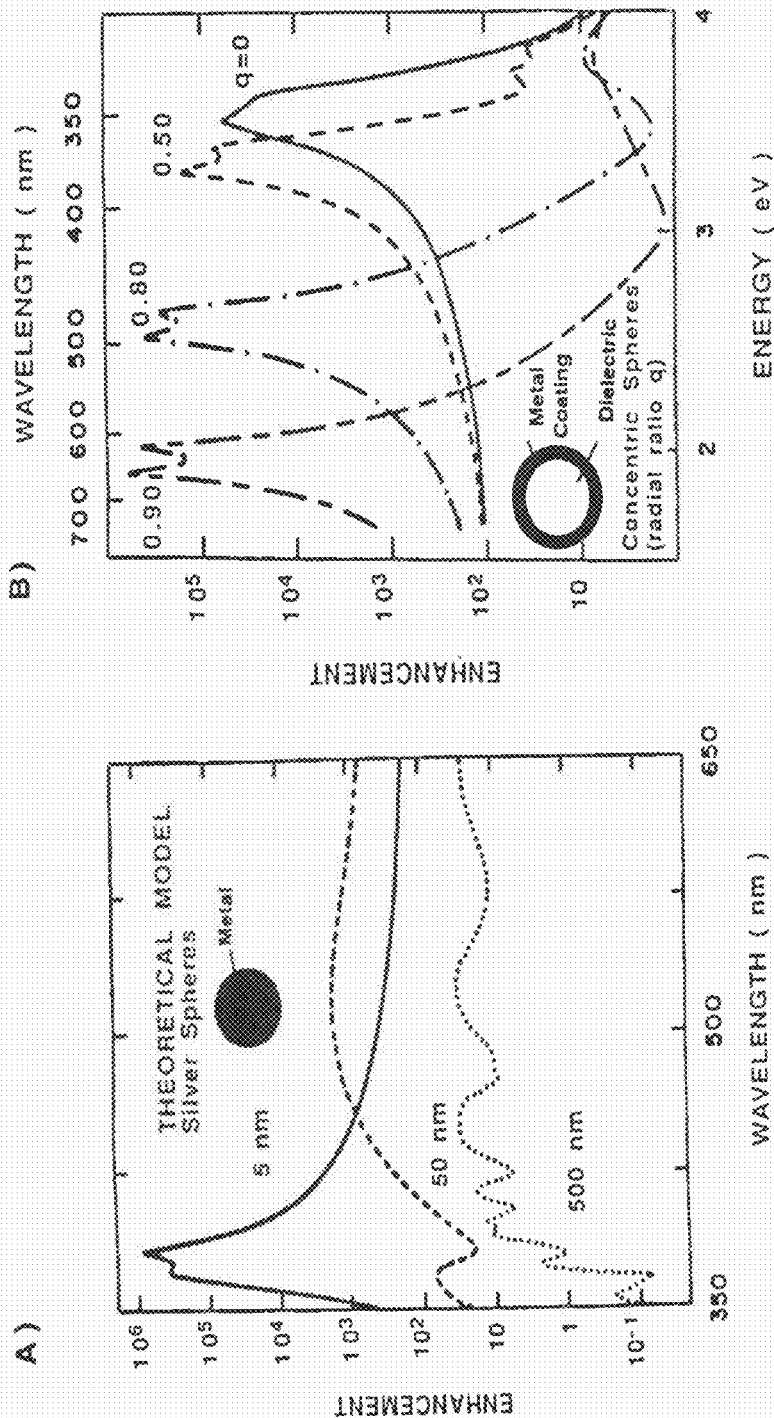 A)
THEORETICAL MODEL
Silver Spheres
Metal
5 nm
50 nm
500 nm
ENHANCEMENT
10⁶
10⁵
10⁴
10³
10²
10
1
10⁻¹
350
500
650
WAVELENGTH ( nm )
B)
WAVELENGTH ( nm )
700
600
500
400
350
0.90
0.80
0.50
q=0
ENHANCEMENT
10⁵
10⁴
10³
10²
10
Metal
Coating
Dielectric
Concentric Spheres
(radial ratio q)
2
3
4
ENERGY ( eV )